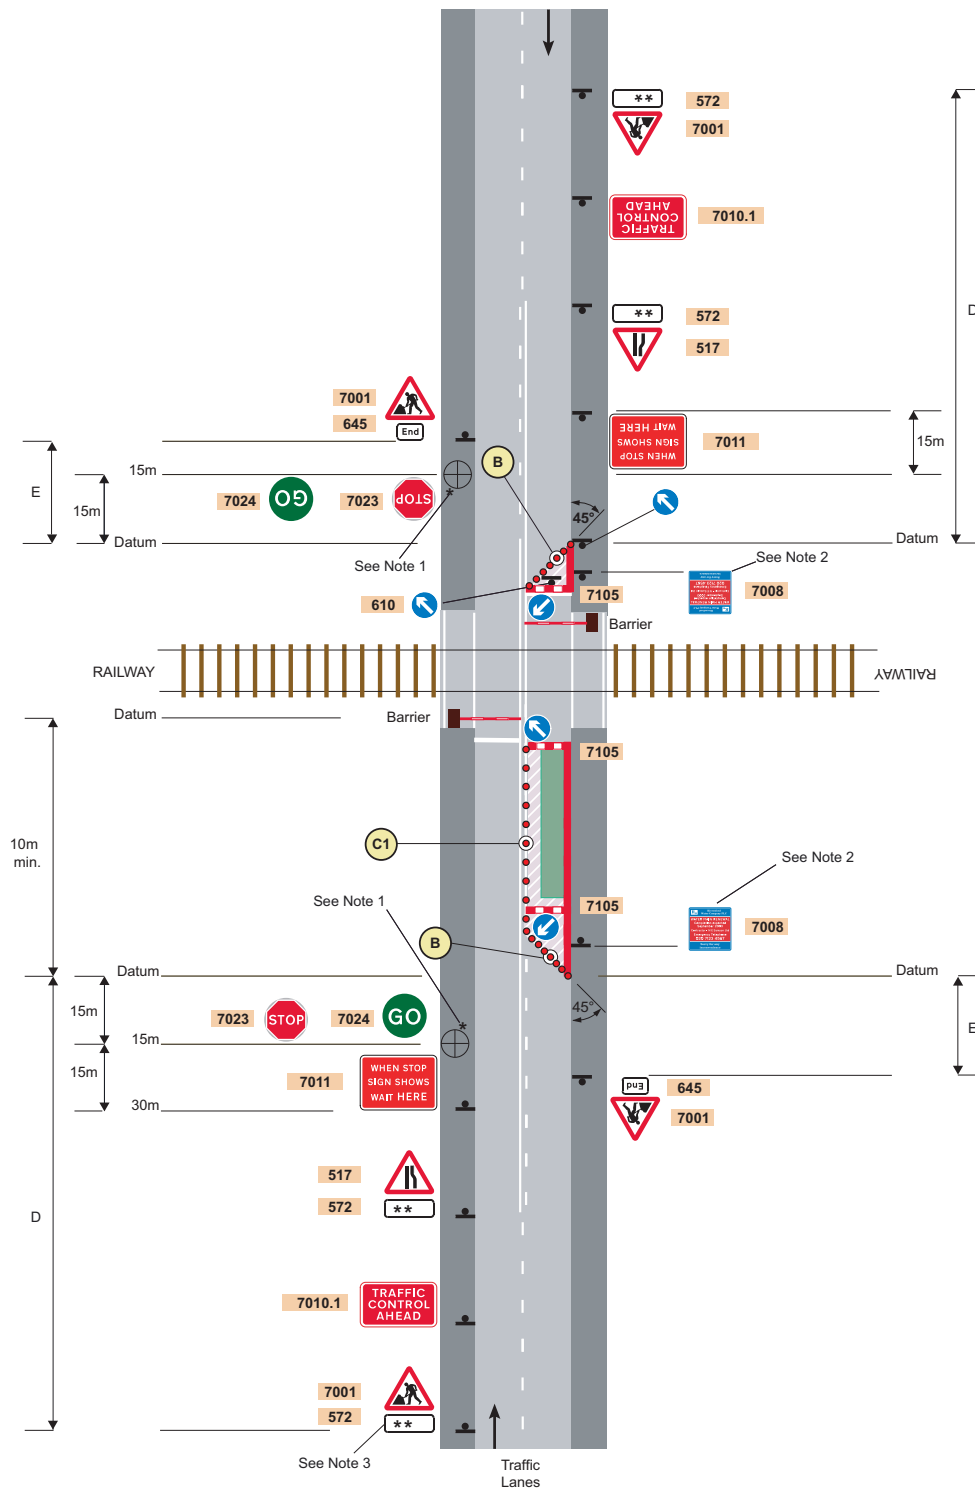 ** 572
7001
TRAFFIC
CONTROL
AHEAD
7010.1
D
** 572
517
7001
645
End
WHEN STOP
SIGN SHOWS
WAIT HERE
7011
15m
B
E
15m
15m
7024 GO
7023 STOP
*
45°
Datum
Datum
See Note 1
See Note 2
610
7105
7008
Barrier
RAILWAY
RAILWAY
Datum
Barrier
7105
10m
min.
C1
See Note 2
See Note 1
7105
7008
B
Datum
Datum
15m
7023 STOP
7024 GO
*
45°
15m
E
15m
7011
WHEN STOP
SIGN SHOWS
WAIT HERE
30m
End
645
7001
517
572 **
D
7010.1
TRAFFIC
CONTROL
AHEAD
7001
572 **
See Note 3
Traffic
Lanes